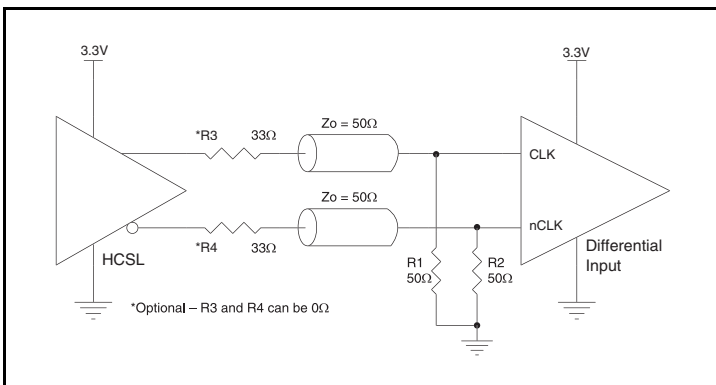 3.3V
3.3V
*R3
33Ω
Zo = 50Ω
CLK
Zo = 50Ω
nCLK
*R4
33Ω
HCSL
R1
50Ω
R2
50Ω
Differential
Input
*Optional – R3 and R4 can be 0Ω